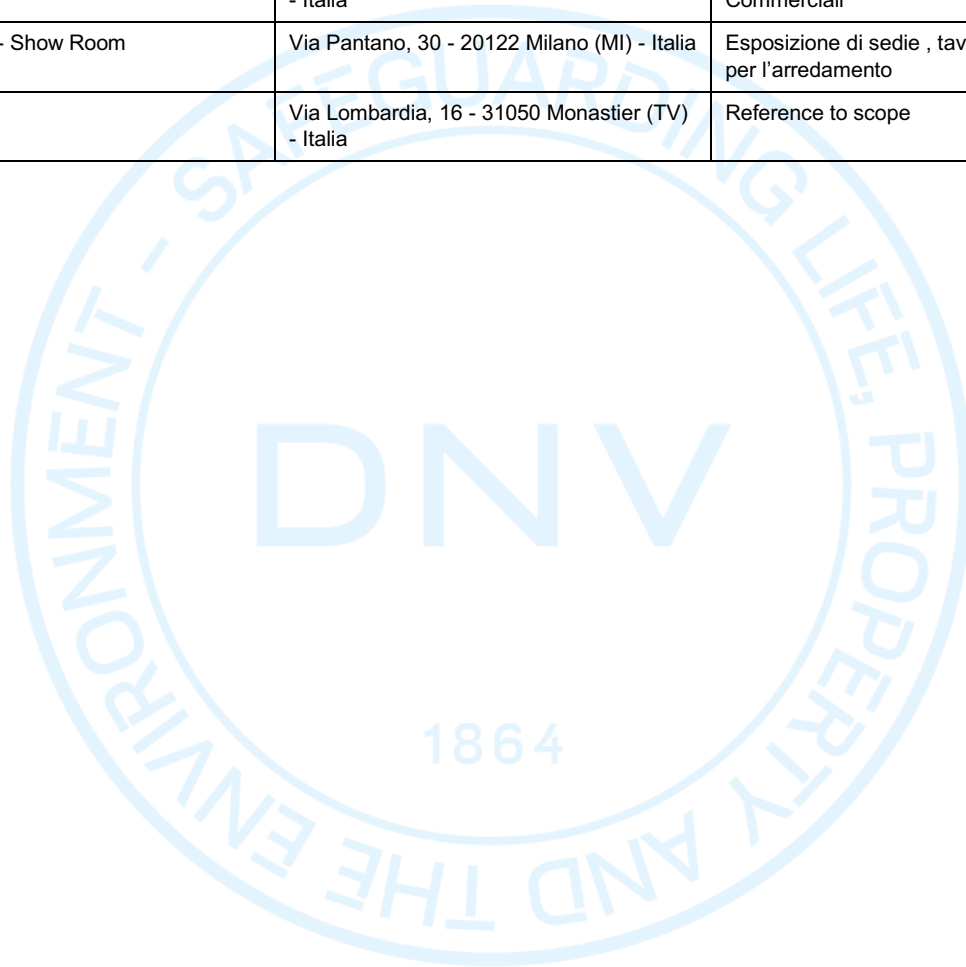 - Italia
Commerciali
- Show Room
Via Pantano, 30 - 20122 Milano (MI) - Italia
Esposizione di sedie , tav
per l’arredamento
Via Lombardia, 16 - 31050 Monastier (TV)
- Italia
Reference to scope
SAFEGUARDING LIFE, PROPERTY AND THE ENVIRONMENT -
DNV
1864